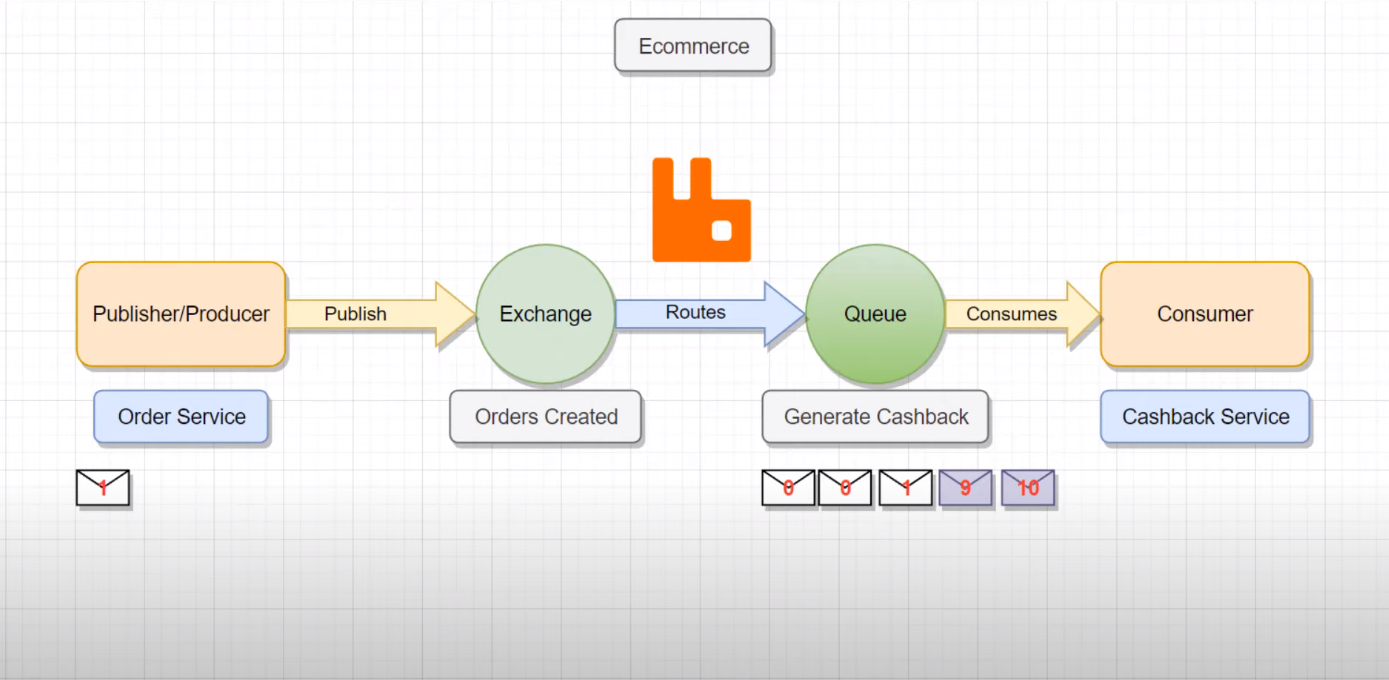 Ecommerce
Publisher/Producer
Publish
Exchange
Routes
Queue
Consumes
Consumer
Order Service
Orders Created
Generate Cashback
Cashback Service
1
0
0
1
9
10